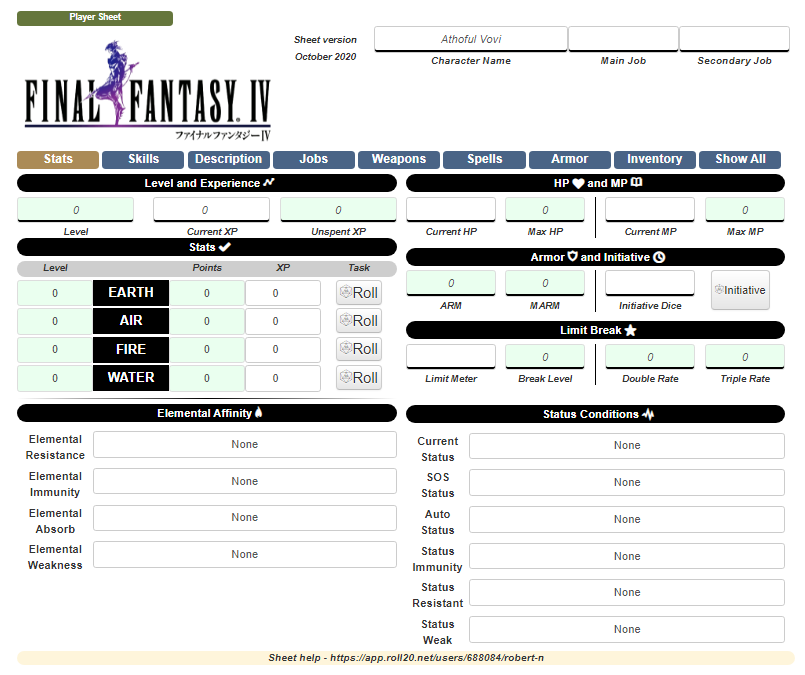 Player Sheet
Sheet version
October 2020
Athoful Vovi
Character Name
Main Job
Secondary Job
FINAL FANTASY. IV
ファイナルファンタジーIV
Stats Skills Description Jobs Weapons Spells Armor Inventory Show All
Level and Experience
0 0 0
Level Current XP Unspent XP
Stats
Level Points XP Task
0 EARTH 0 0 Roll
0 AIR 0 0 Roll
0 FIRE 0 0 Roll
0 WATER 0 0 Roll
HP and MP
0 0
Current HP Max HP Current MP Max MP
Armor and Initiative
0 0 Initiative
ARM MARM Initiative Dice
Limit Break
0 0 0
Limit Meter Break Level Double Rate Triple Rate
Elemental Affinity
Elemental
Resistance
None
Elemental
Immunity
None
Elemental
Absorb
None
Elemental
Weakness
None
Status Conditions
Current
Status
None
SOS
Status
None
Auto
Status
None
Status
Immunity
None
Status
Resistant
None
Status
Weak
None
Sheet help - https://app.roll20.net/users/688084/robert-n